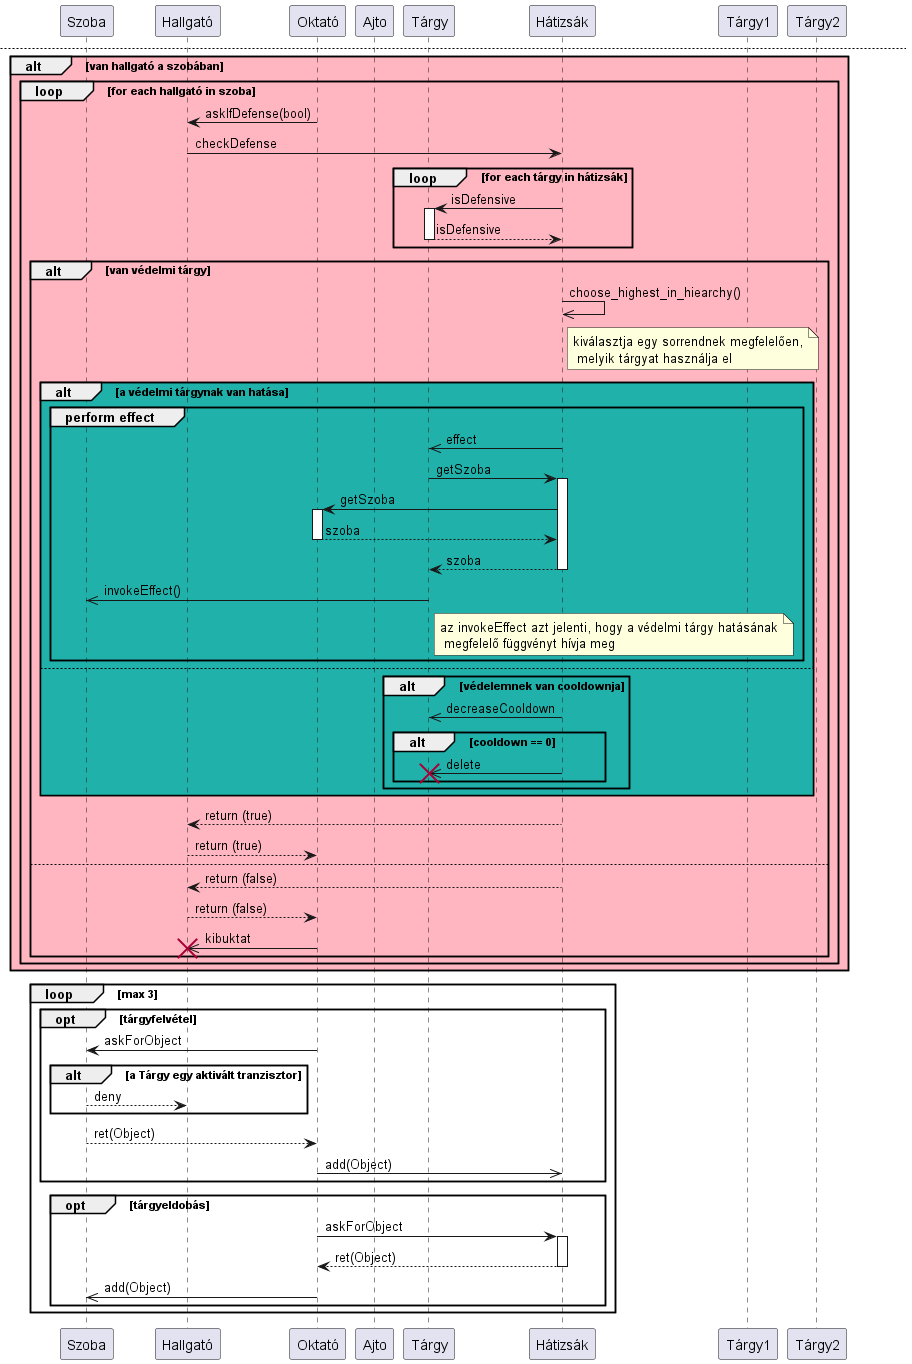 Szoba Hallgató Oktató Ajto Tárgy Hátizsák Tárgy1 Tárgy2
alt [van hallgató a szobában]
loop [for each hallgató in szoba]
askIfDefense(bool)
checkDefense
loop [for each tárgy in hátizsák]
isDefensive
isDefensive
alt [van védelmi tárgy]
choose_highest_in_hiearchy()
kiválasztja egy sorrendnek megfelelően,
melyik tárgyat használja el
alt [a védelmi tárgynak van hatása]
perform effect
effect
getSzoba
getSzoba
szoba
szoba
invokeEffect()
az invokeEffect azt jelenti, hogy a védelmi tárgy hatásának
megfelelő függvényt hívja meg
alt [védelemnek van cooldownja]
decreaseCooldown
alt [cooldown == 0]
delete
return (true)
return (true)
return (false)
return (false)
kibuktat
loop [max 3]
opt [tárgyfelvétel]
askForObject
alt [a Tárgy egy aktivált tranzisztor]
deny
ret(Object)
add(Object)
opt [tárgyeldobás]
askForObject
ret(Object)
add(Object)
Szoba Hallgató Oktató Ajto Tárgy Hátizsák Tárgy1 Tárgy2